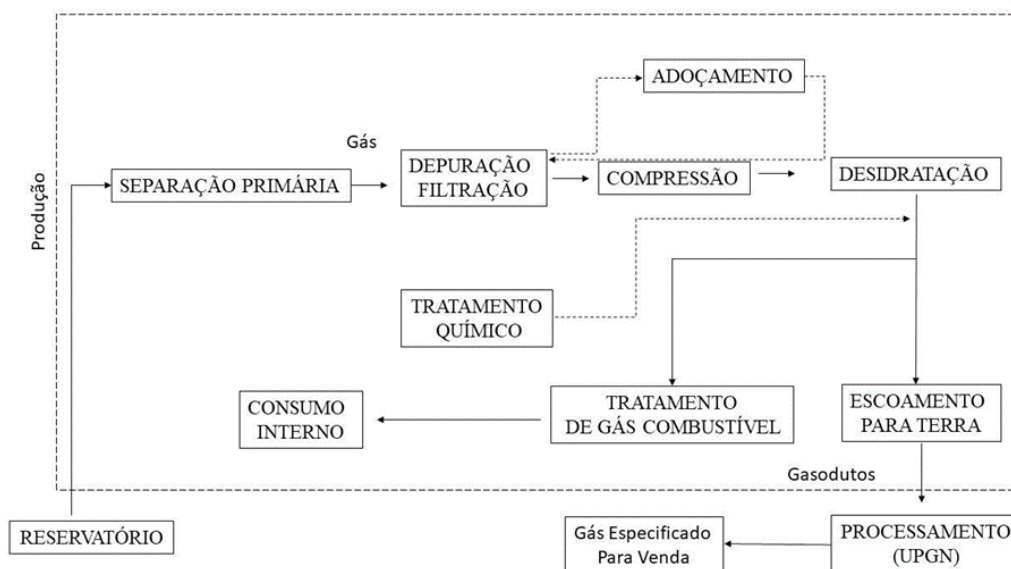 ADOÇAMENTO
Gás
DEPURAÇÃO
FILTRAÇÃO
SEPARAÇÃO PRIMÁRIA
COMPRESSÃO
DESIDRATAÇÃO
Produção
TRATAMENTO
QUÍMICO
CONSUMO
INTERNO
TRATAMENTO
DE GÁS COMBUSTÍVEL
ESCOAMENTO
PARA TERRA
Gasodutos
RESERVATÓRIO
Gás Especificado
Para Venda
PROCESSAMENTO
(UPGN)